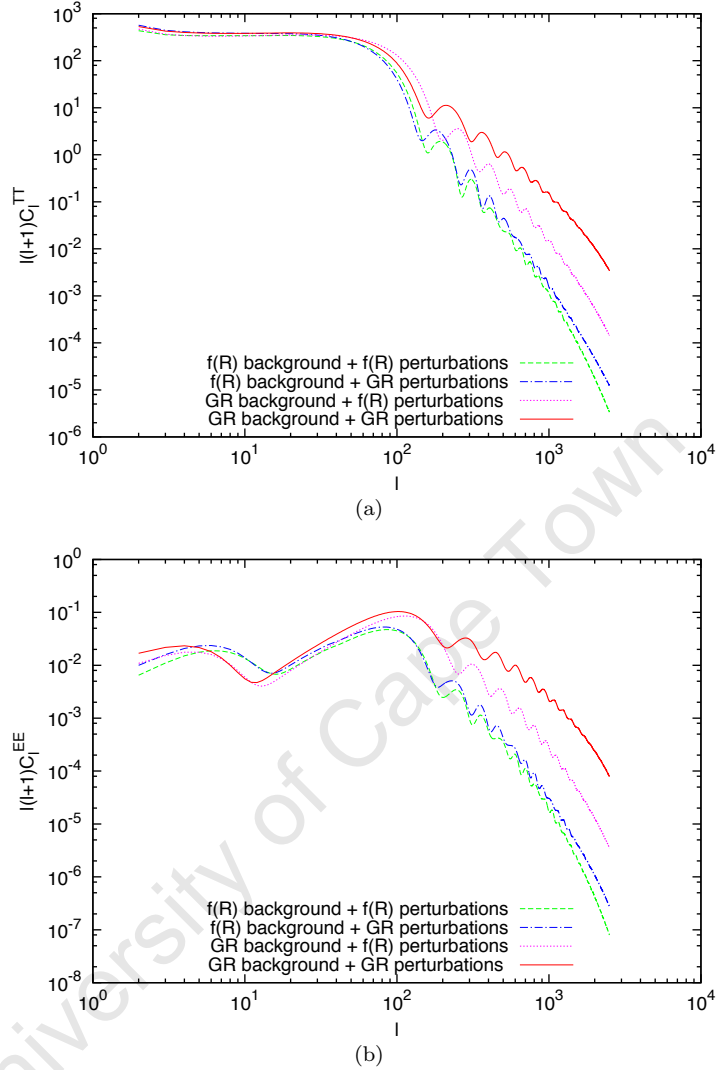 10^3
10^2
10^1
10^0
10^-1
10^-2
10^-3
10^-4
10^-5
10^-6
l(l+1)C_l^TT
f(R) background + f(R) perturbations
f(R) background + GR perturbations
GR background + f(R) perturbations
GR background + GR perturbations
10^0 10^1 10^2 10^3 10^4
l
(a)
10^0
10^-1
10^-2
10^-3
10^-4
10^-5
10^-6
10^-7
10^-8
l(l+1)C_l^EE
f(R) background + f(R) perturbations
f(R) background + GR perturbations
GR background + f(R) perturbations
GR background + GR perturbations
10^0 10^1 10^2 10^3 10^4
l
(b)
niversity of Cape Town